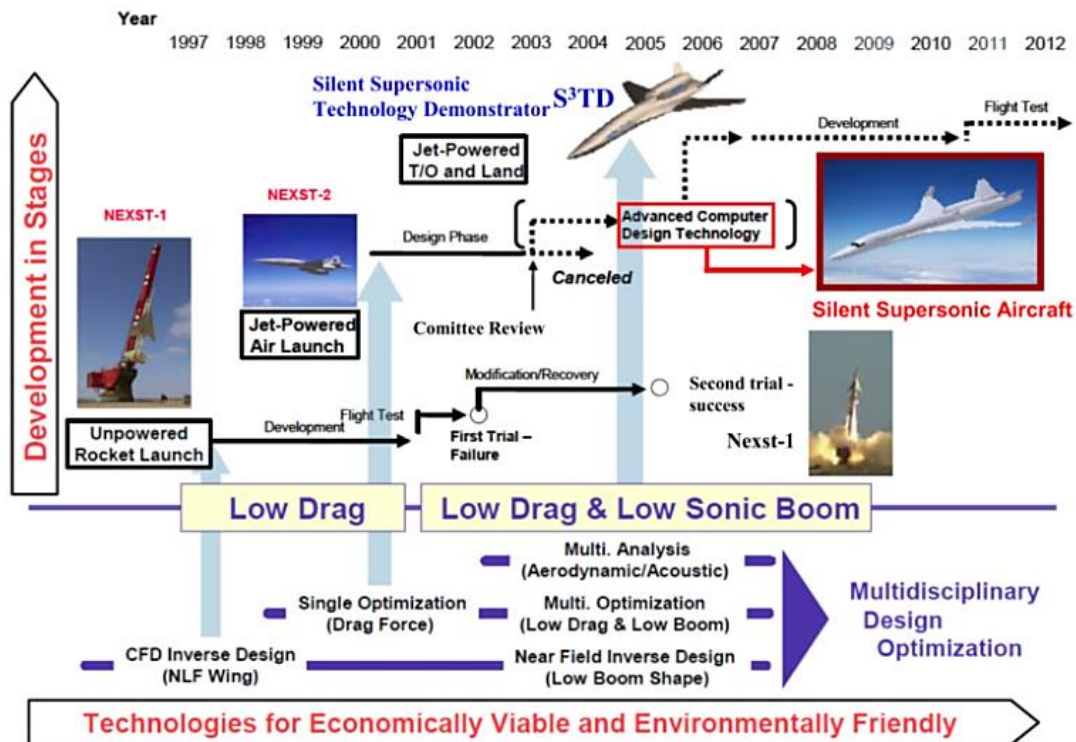 Year
1997 1998 1999 2000 2001 2002 2003 2004 2005 2006 2007 2008 2009 2010 2011 2012
Development in Stages
Silent Supersonic
Technology Demonstrator
S³TD
Flight Test
Development
Jet-Powered
T/O and Land
NEXST-1
NEXST-2
Advanced Computer
Design Technology
Design Phase
Canceled
Silent Supersonic Aircraft
Jet-Powered
Air Launch
Comittee Review
Modification/Recovery
Second trial -
success
Flight Test
Development
First Trial –
Failure
Nexst-1
Unpowered
Rocket Launch
Low Drag
Low Drag & Low Sonic Boom
Multi. Analysis
(Aerodynamic/Acoustic)
Single Optimization
(Drag Force)
Multi. Optimization
(Low Drag & Low Boom)
Multidisciplinary
Design
Optimization
CFD Inverse Design
(NLF Wing)
Near Field Inverse Design
(Low Boom Shape)
Technologies for Economically Viable and Environmentally Friendly